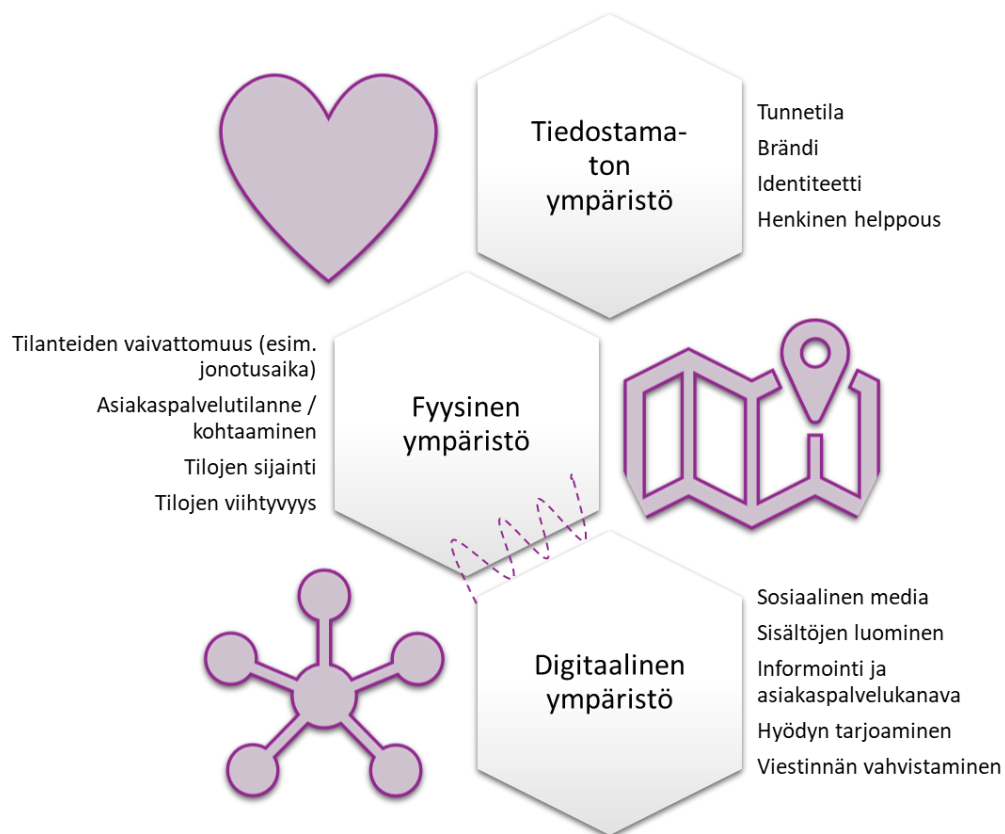 Tiedostama-
ton
ympäristö
Tunnetila
Brändi
Identiteetti
Henkinen helppous
Tilanteiden vaivattomuus (esim.
jonotusaika)
Asiakaspalvelutilanne /
kohtaaminen
Tilojen sijainti
Tilojen viihtyvyys
Fyysinen
ympäristö
Digitaalinen
ympäristö
Sosiaalinen media
Sisältöjen luominen
Informointi ja
asiakaspalvelukanava
Hyödyn tarjoaminen
Viestinnän vahvistaminen